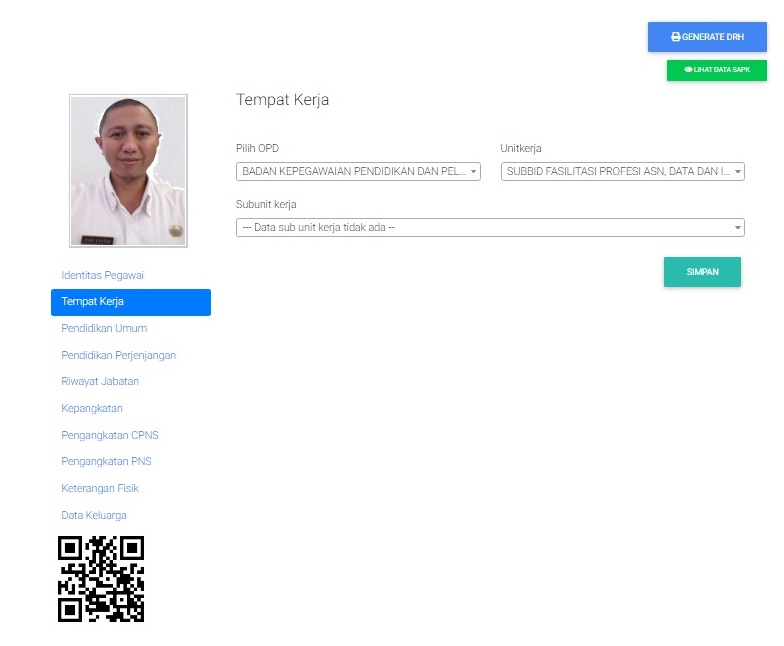 GENERATE DRH
LIHAT DATA SAPK
Tempat Kerja
Pilih OPD
Unitkerja
BADAN KEPEGAWAIAN PENDIDIKAN DAN PEL...
SUBBID FASILITASI PROFESI ASN, DATA DAN I...
Subunit kerja
--- Data sub unit kerja tidak ada --
SIMPAN
Identitas Pegawai
Tempat Kerja
Pendidikan Umum
Pendidikan Perjenjangan
Riwayat Jabatan
Kepangkatan
Pengangkatan CPNS
Pengangkatan PNS
Keterangan Fisik
Data Keluarga